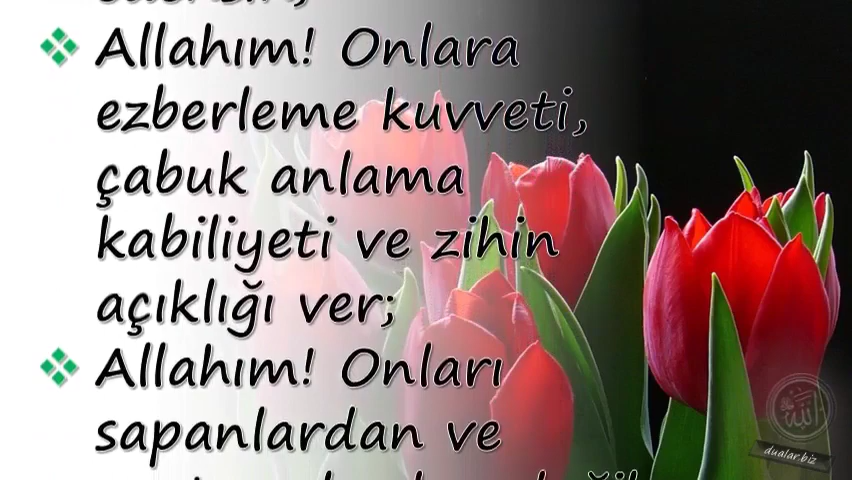 Allahım! Onlara
ezberleme kuvveti,
çabuk anlama
kabiliyeti ve zihin
açıklığı ver;
Allahım! Onları
sapanlardan ve
dualar.biz